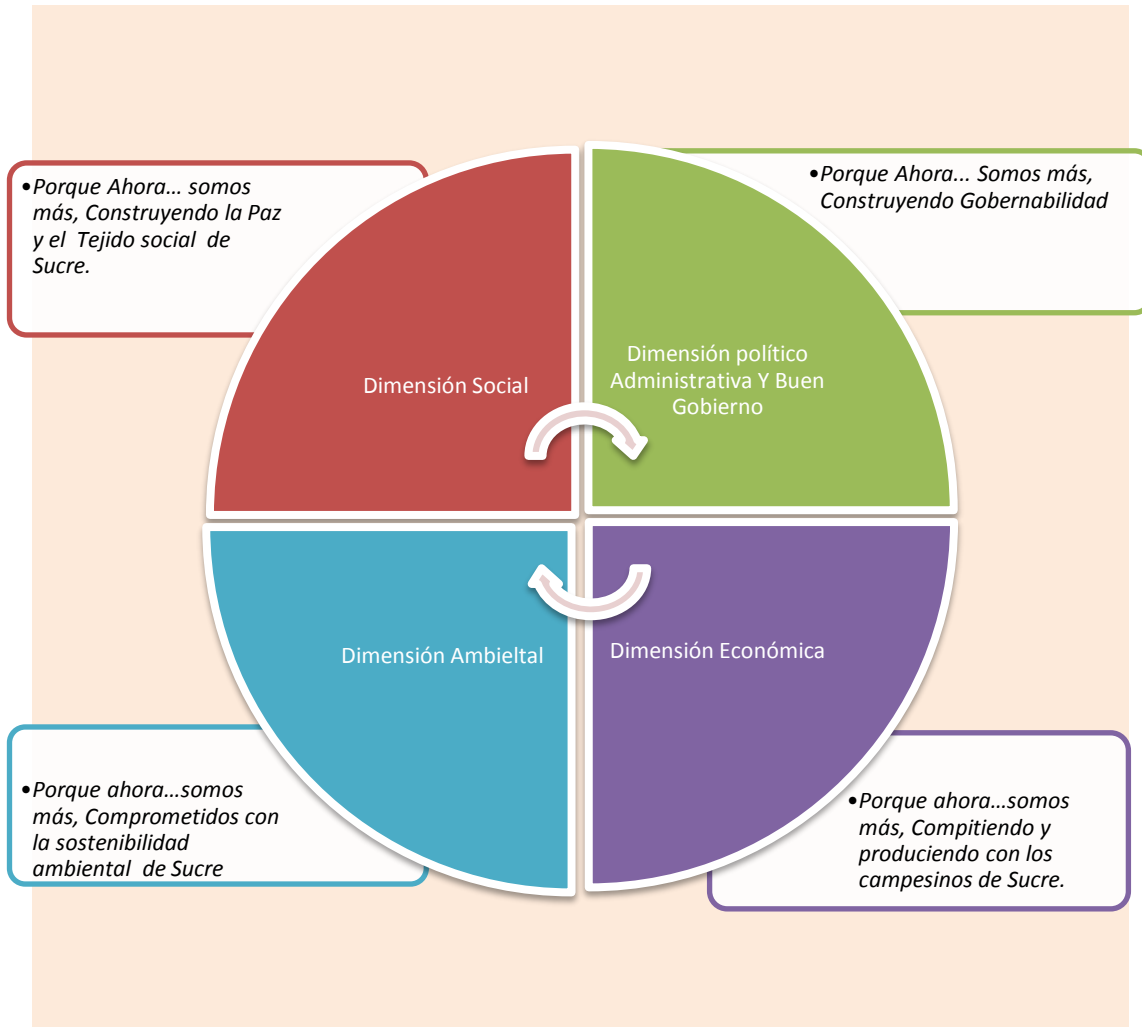 •Porque Ahora... somos
más, Construyendo la Paz
y el Tejido social de
Sucre.
•Porque Ahora... Somos más,
Construyendo Gobernabilidad
Dimensión Social
Dimensión político
Administrativa Y Buen
Gobierno
Dimensión Ambieltal
Dimensión Económica
•Porque ahora...somos
más, Comprometidos con
la sostenibilidad
ambiental de Sucre
•Porque ahora...somos
más, Compitiendo y
produciendo con los
campesinos de Sucre.